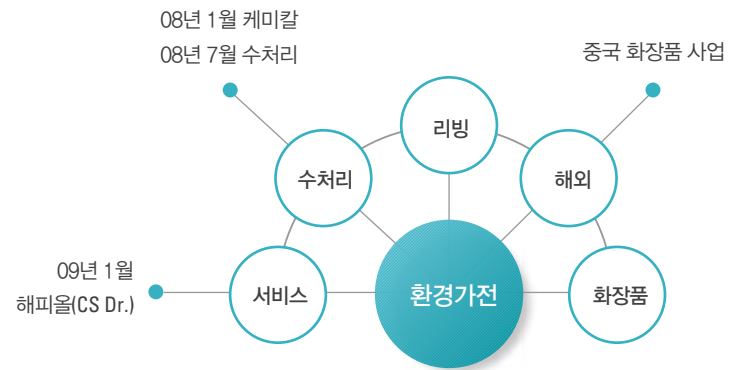 08년 1월 케미칼
08년 7월 수처리
중국 화장품 사업
리빙
수처리
해외
09년 1월
해피올(CS Dr.)
서비스
환경가전
화장품